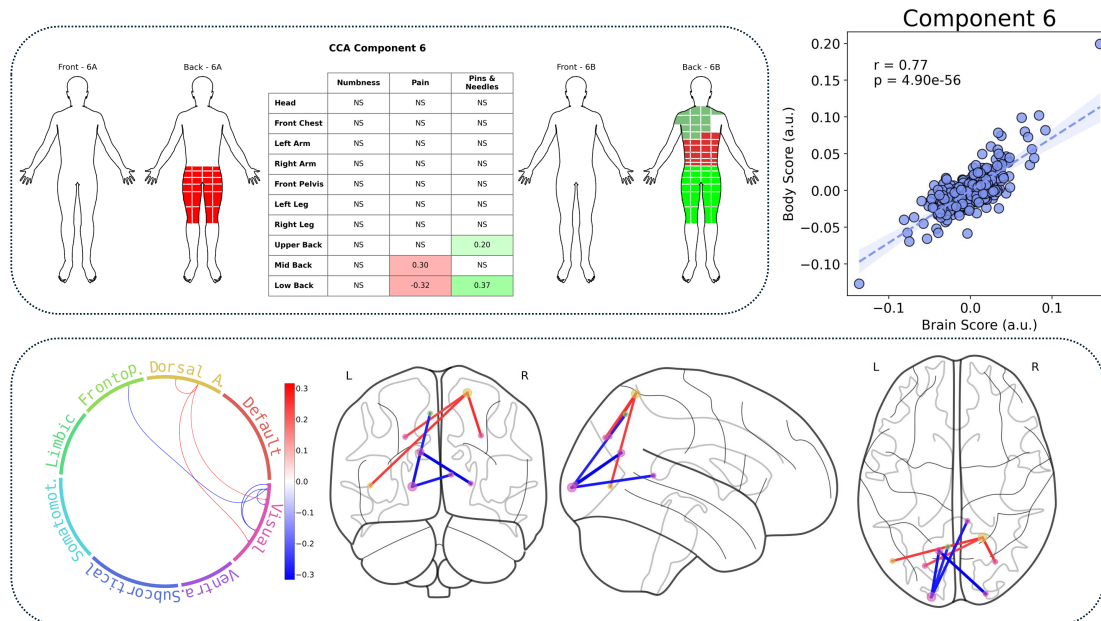 CCA Component 6
Front - 6A
Back - 6A
Numbness Pain Pins &
Needles
Head NS NS NS
Front Chest NS NS NS
Left Arm NS NS NS
Right Arm NS NS NS
Front Pelvis NS NS NS
Left Leg NS NS NS
Right Leg NS NS NS
Upper Back NS NS 0.20
Mid Back NS 0.30 NS
Low Back NS -0.32 0.37
Front - 6B
Back - 6B
Component 6
r = 0.77
p = 4.90e-56
Body Score (a.u.)
0.20
0.15
0.10
0.05
0.00
−0.05
−0.10
−0.1 0.0 0.1
Brain Score (a.u.)
Limbic
Frontop.
Dorsal A.
Default
Visual
Ventra.
Subcortical
Somatomot.
0.3
0.2
0.1
0.0
−0.1
−0.2
−0.3
L R
L R